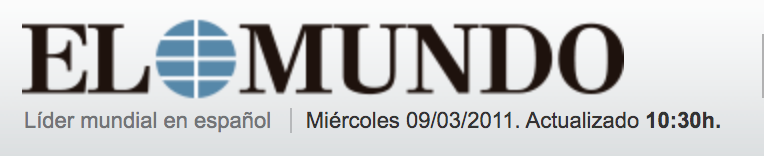 EL MUNDO
Líder mundial en español | Miércoles 09/03/2011. Actualizado 10:30h.